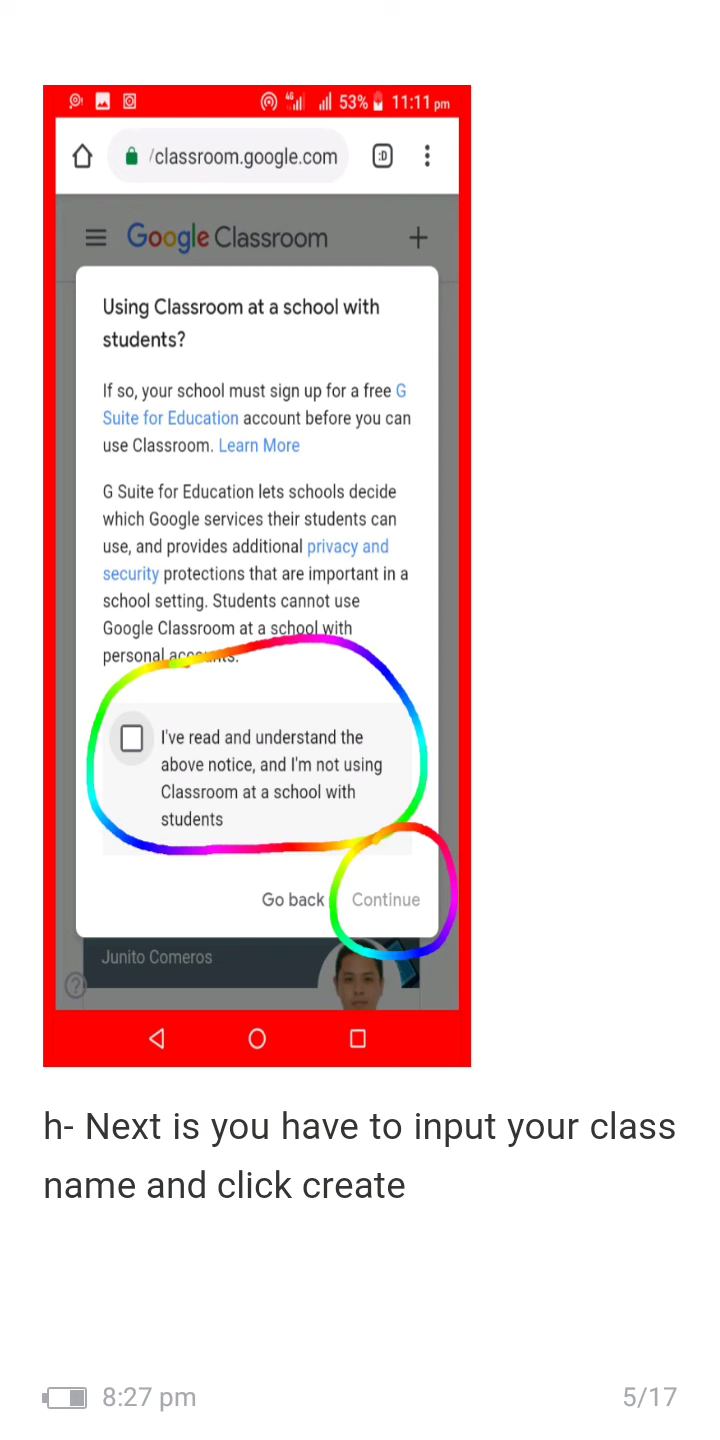 4G 53% 11:11 pm
/classroom.google.com :D
Google Classroom
Using Classroom at a school with
students?
If so, your school must sign up for a free G
Suite for Education account before you can
use Classroom. Learn More
G Suite for Education lets schools decide
which Google services their students can
use, and provides additional privacy and
security protections that are important in a
school setting. Students cannot use
Google Classroom at a school with
personal accounts.
I've read and understand the
above notice, and I'm not using
Classroom at a school with
students
Go back Continue
Junito Comeros
?
h- Next is you have to input your class
name and click create
8:27 pm 5/17